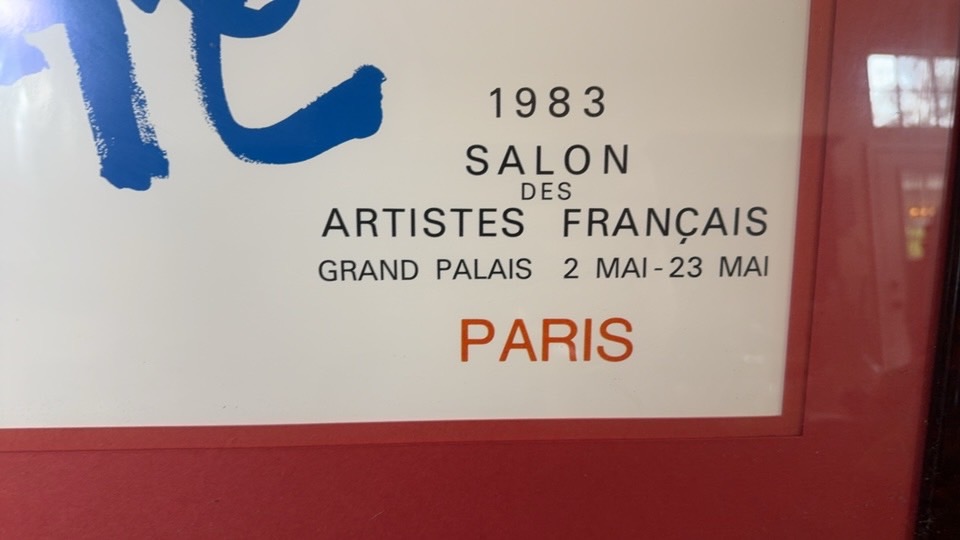 1983
SALON
DES
ARTISTES FRANÇAIS
GRAND PALAIS 2 MAI-23 MAI
PARIS